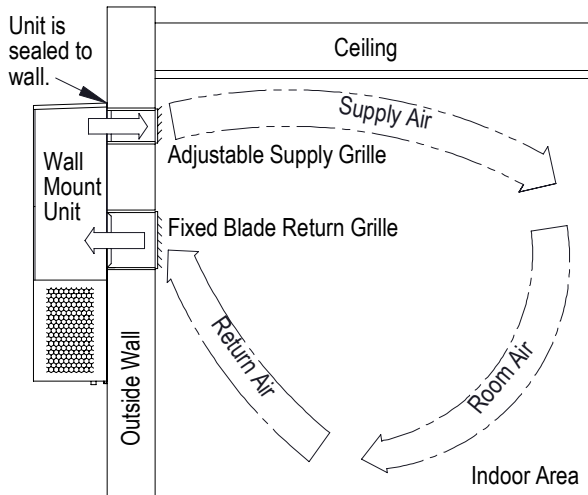 Unit is
sealed to
wall.
Ceiling
Supply Air
Adjustable Supply Grille
Wall
Mount
Unit
Fixed Blade Return Grille
Return Air
Room Air
Outside Wall
Indoor Area